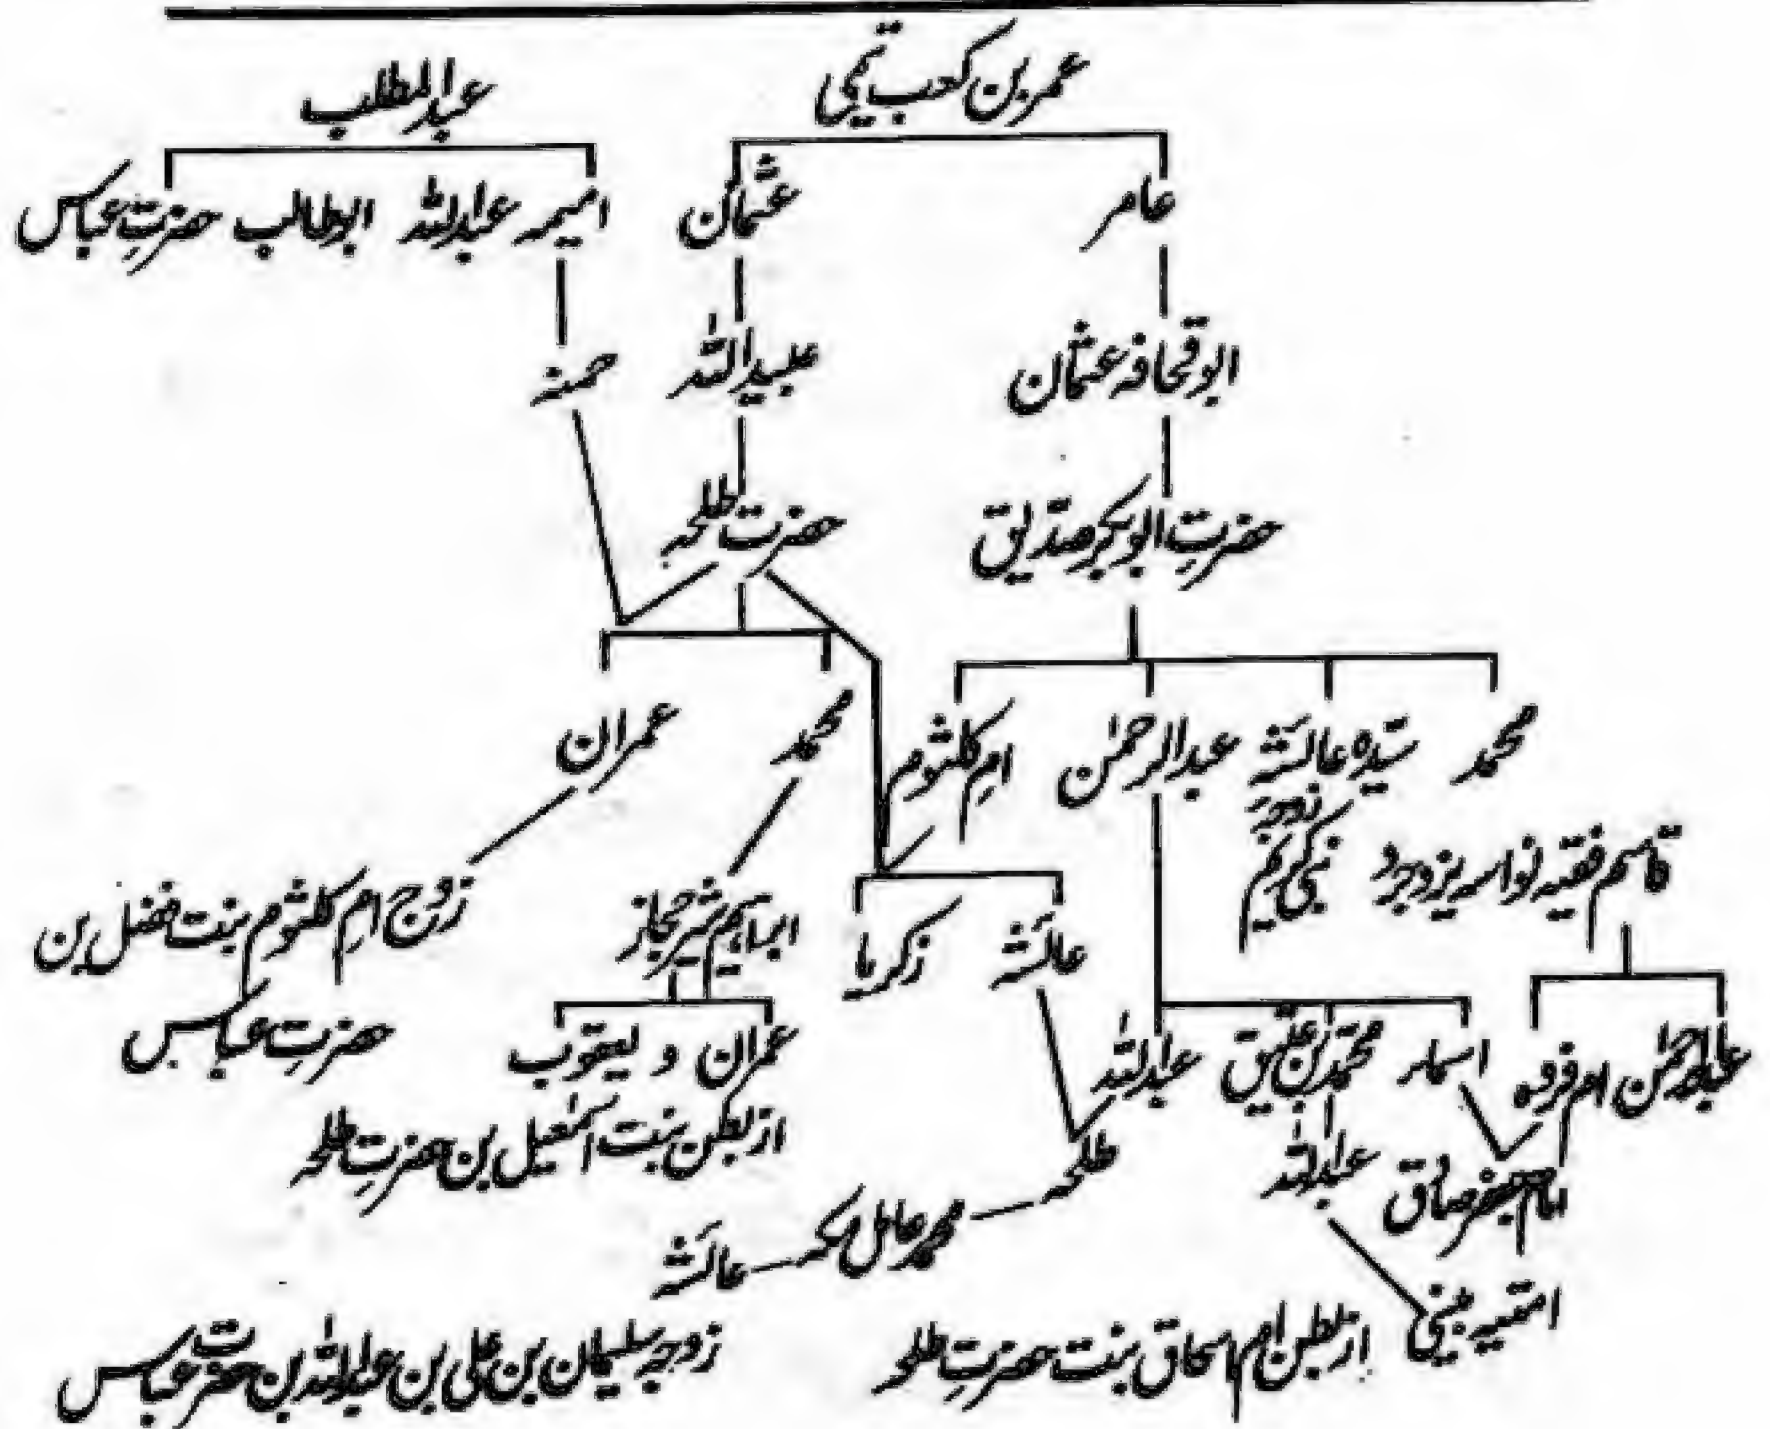 عمر بن کعب تیمی عبدالمطلب
عامر عثمان امیمہ عبداللہ ابوطالب حضرتِ عباس
ابوقحافہ عثمان عبیداللہ حمنہ
حضرتِ ابوبکر صدیق حضرت طلحہ
محمد سیّدہ عائشہ عبدالرحمٰن امِ کلثوم محمد عمران
زوجہ
نبی کریم
قاسم فقیہ نواسہ یزدجرد ابراہیم شیر حجاز زوج امِ کلثوم بنت فضل بن
عائشہ زکریا
حضرتِ عباس
عبدالرحمٰن ام فروہ اسماء محمد بن عتیق عبداللہ عمران و یعقوب
از بطن بنت اسمٰعیل بن حضرتِ طلحہ
امام جعفر صادق عبداللہ طلحہ
محمد عامل مکہ عائشہ
از بطن ام اسحاق بنت حضرتِ طلحہ
زوجہ سلیمان بن علی بن عبداللہ بن حضرت عباس